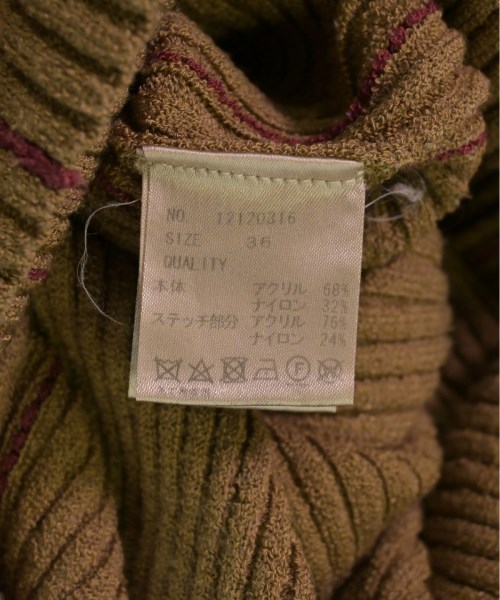 NO 12120316
SIZE 36
QUALITY
本体 アクリル 68%
ナイロン 32%
ステッチ部分 アクリル 76%
ナイロン 24%